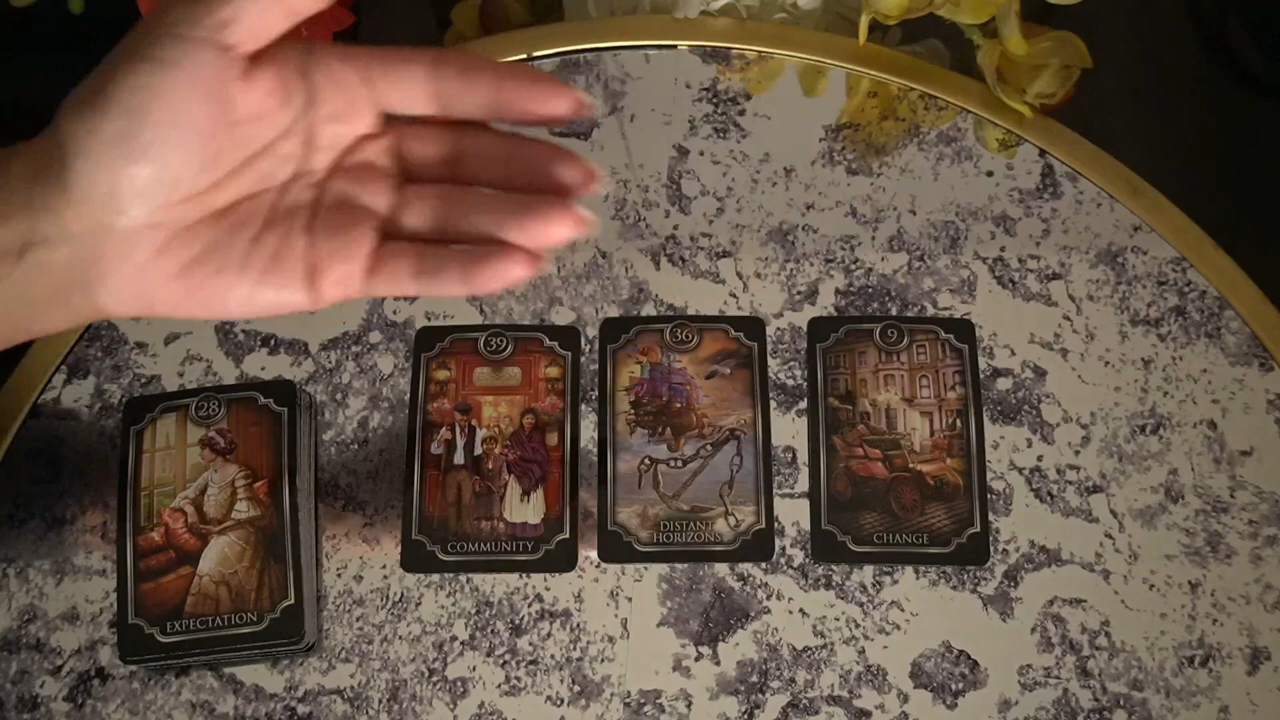 28
EXPECTATION
39
COMMUNITY
36
DISTANT
HORIZONS
9
CHANGE